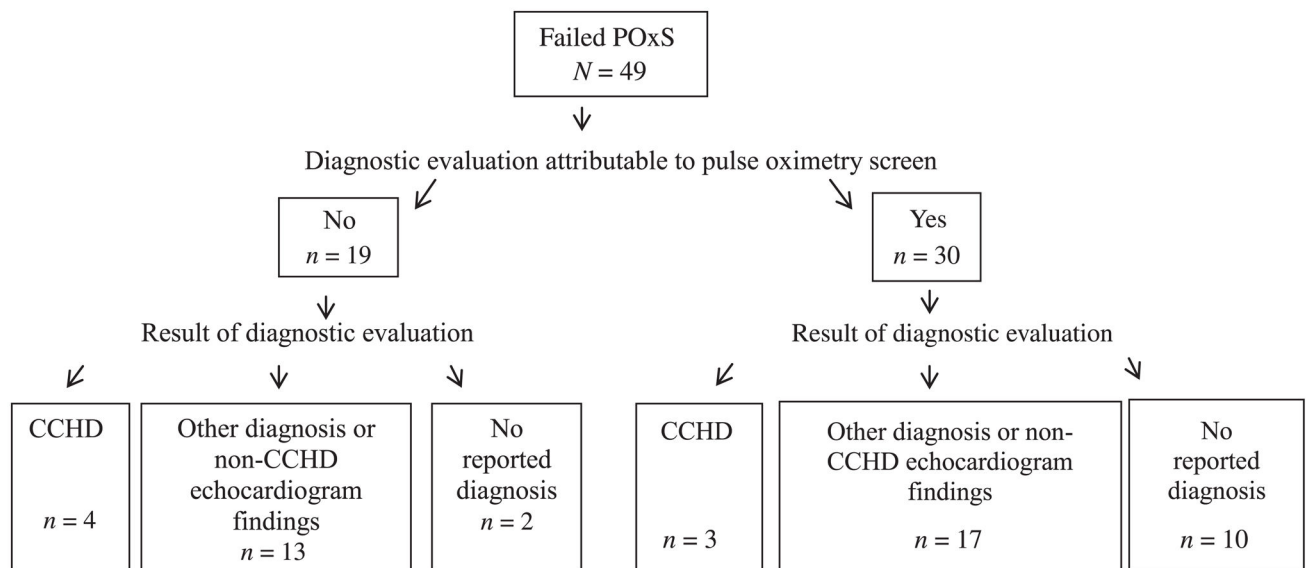 Failed POxS
N = 49
Diagnostic evaluation attributable to pulse oximetry screen
No
n = 19
Yes
n = 30
Result of diagnostic evaluation
Result of diagnostic evaluation
CCHD
n = 4
Other diagnosis or
non-CCHD
echocardiogram
findings
n = 13
No
reported
diagnosis
n = 2
CCHD
n = 3
Other diagnosis or non-
CCHD echocardiogram
findings
n = 17
No
reported
diagnosis
n = 10